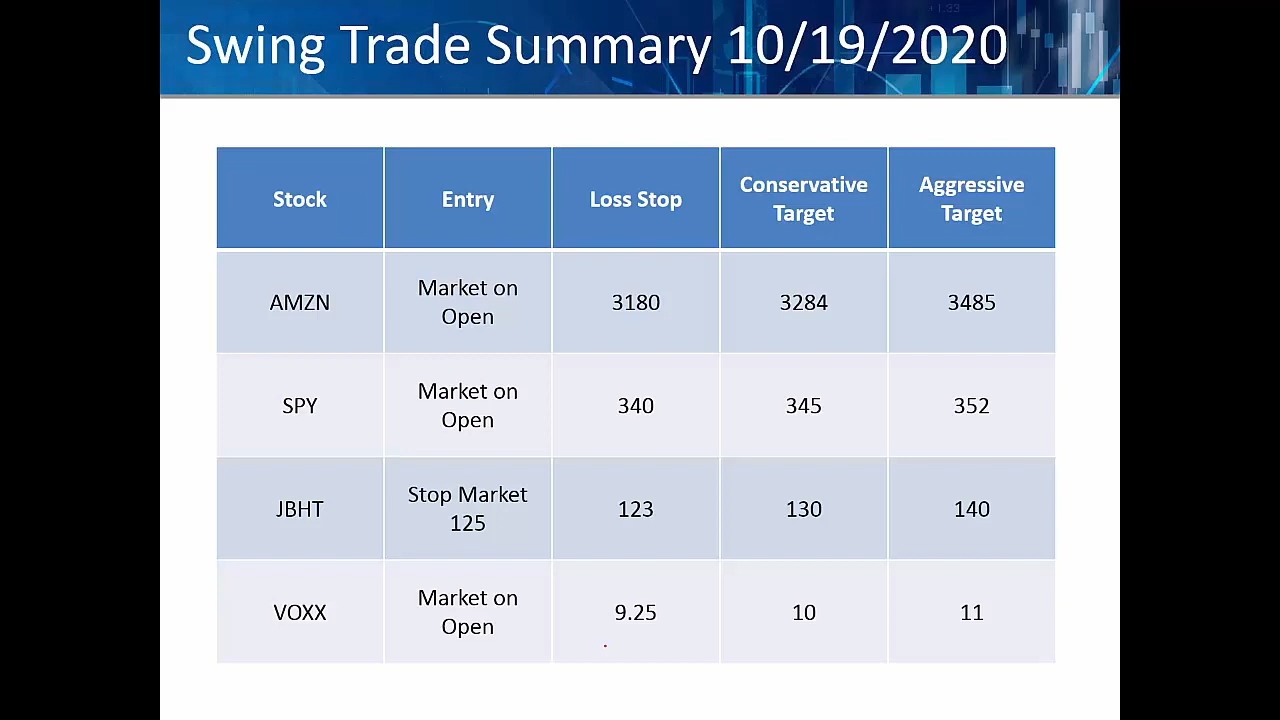 Swing Trade Summary 10/19/2020
Stock
Entry
Loss Stop
Conservative
Target
Aggressive
Target
AMZN
Market on
Open
3180
3284
3485
SPY
Market on
Open
340
345
352
JBHT
Stop Market
125
123
130
140
VOXX
Market on
Open
9.25
10
11